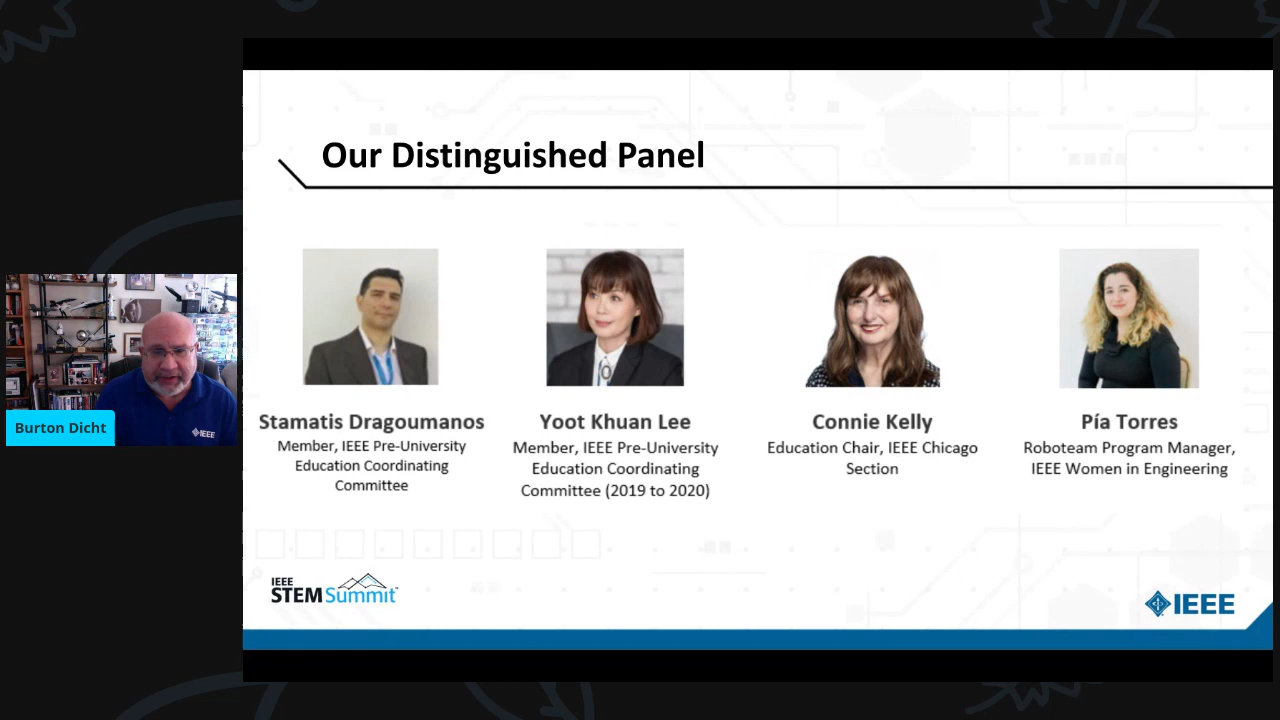 Our Distinguished Panel
Stamatis Dragoumanos
Member, IEEE Pre-University
Education Coordinating
Committee
Yoot Khuan Lee
Member, IEEE Pre-University
Education Coordinating
Committee (2019 to 2020)
Connie Kelly
Education Chair, IEEE Chicago
Section
Pía Torres
Roboteam Program Manager,
IEEE Women in Engineering
IEEE
Burton Dicht
IEEE
STEM Summit™
IEEE